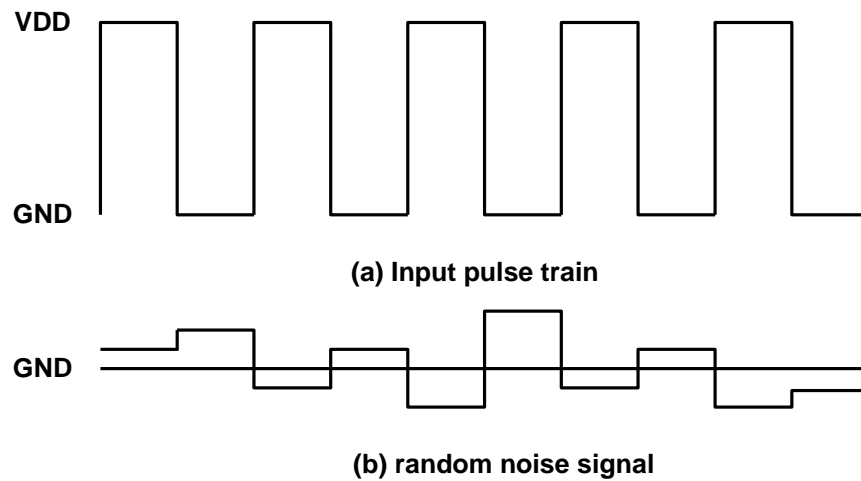 VDD
GND
(a) Input pulse train
GND
(b) random noise signal